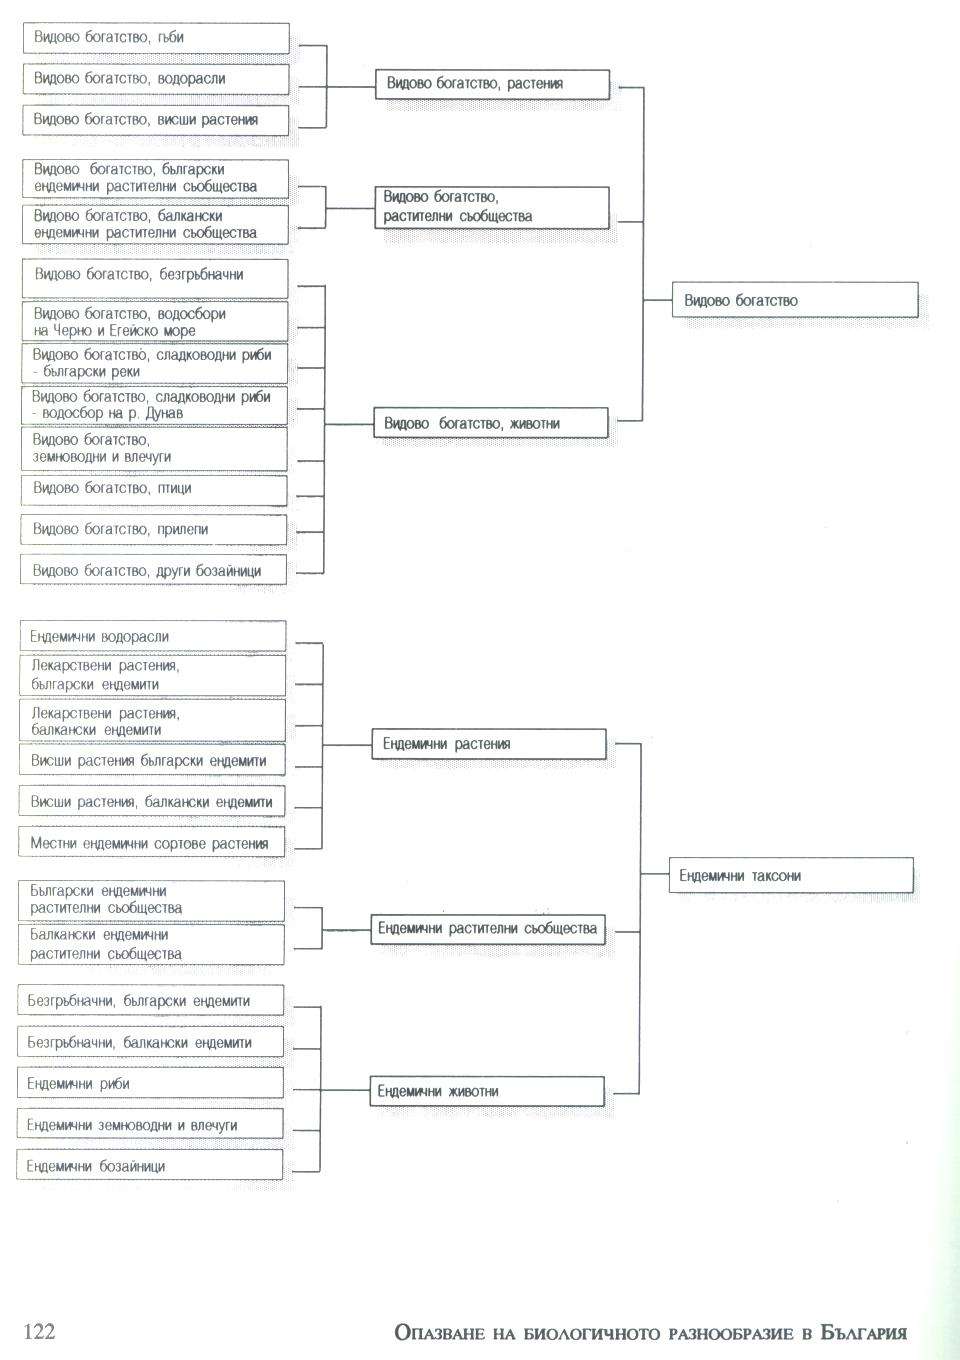 Видово богатство, гъби
Видово богатство, водорасли
Видово богатство, висши растения
Видово богатство, растения
Видово богатство, български
ендемични растителни съобщества
Видово богатство, балкански
ендемични растителни съобщества
Видово богатство,
растителни съобщества
Видово богатство, безгръбначни
Видово богатство, водосбори
на Черно и Егейско море
Видово богатство, сладководни риби
- български реки
Видово богатство, сладководни риби
- водосбор на р. Дунав
Видово богатство,
земноводни и влечуги
Видово богатство, птици
Видово богатство, прилепи
Видово богатство, други бозайници
Видово богатство, животни
Видово богатство
Ендемични водорасли
Лекарствени растения,
български ендемити
Лекарствени растения,
балкански ендемити
Висши растения български ендемити
Висши растения, балкански ендемити
Местни ендемични сортове растения
Ендемични растения
Български ендемични
растителни съобщества
Балкански ендемични
растителни съобщества
Ендемични растителни съобщества
Безгръбначни, български ендемити
Безгръбначни, балкански ендемити
Ендемични риби
Ендемични земноводни и влечуги
Ендемични бозайници
Ендемични животни
Ендемични таксони
122
Опазване на биологичното разнообразие в България